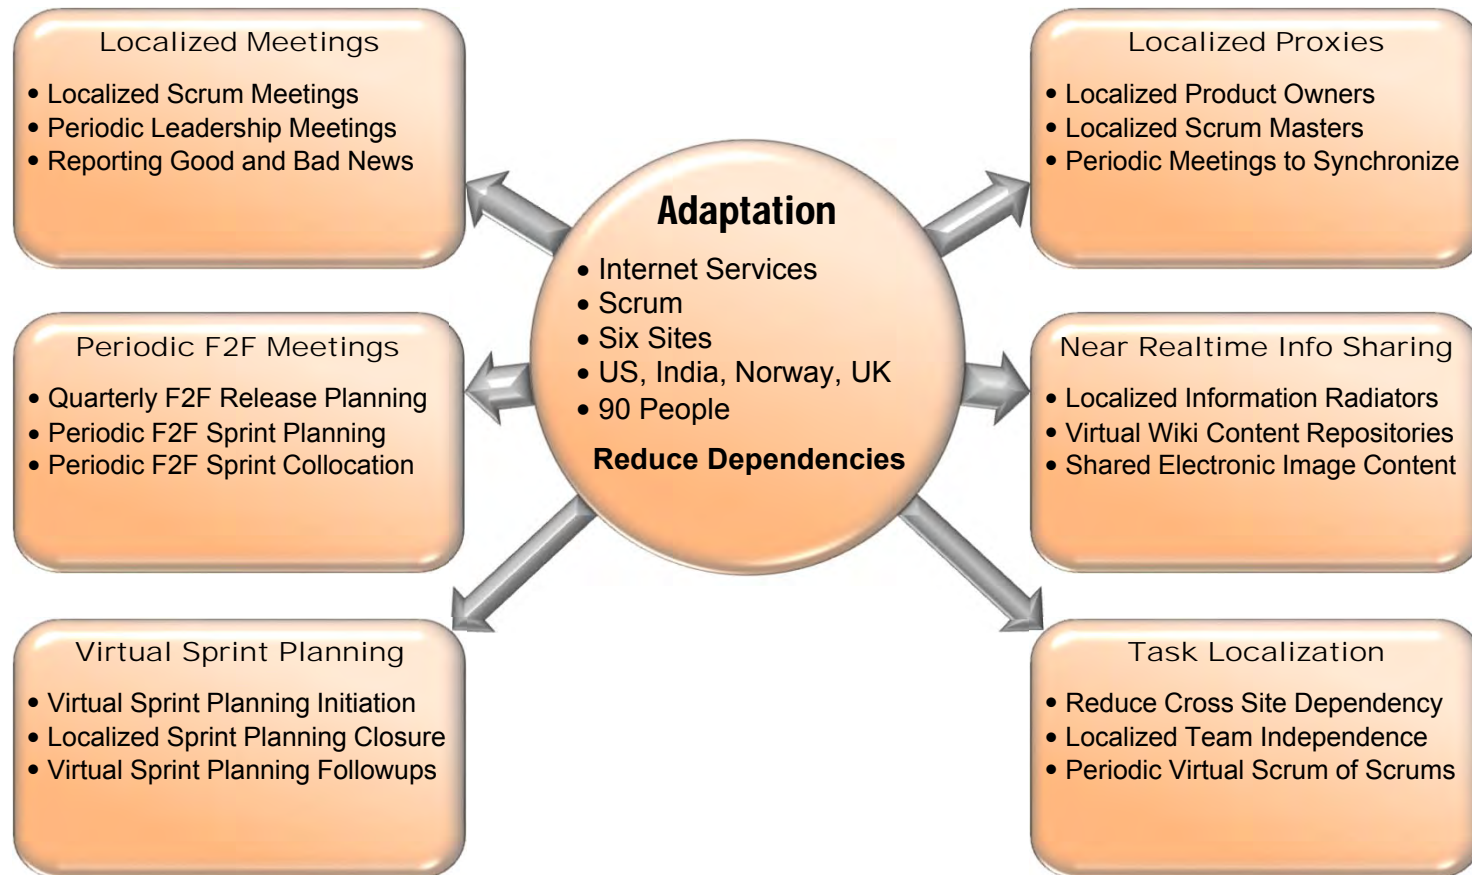 Localized Meetings
• Localized Scrum Meetings
• Periodic Leadership Meetings
• Reporting Good and Bad News
Periodic F2F Meetings
• Quarterly F2F Release Planning
• Periodic F2F Sprint Planning
• Periodic F2F Sprint Collocation
Virtual Sprint Planning
• Virtual Sprint Planning Initiation
• Localized Sprint Planning Closure
• Virtual Sprint Planning Followups
Adaptation
• Internet Services
• Scrum
• Six Sites
• US, India, Norway, UK
• 90 People
Reduce Dependencies
Localized Proxies
• Localized Product Owners
• Localized Scrum Masters
• Periodic Meetings to Synchronize
Near Realtime Info Sharing
• Localized Information Radiators
• Virtual Wiki Content Repositories
• Shared Electronic Image Content
Task Localization
• Reduce Cross Site Dependency
• Localized Team Independence
• Periodic Virtual Scrum of Scrums